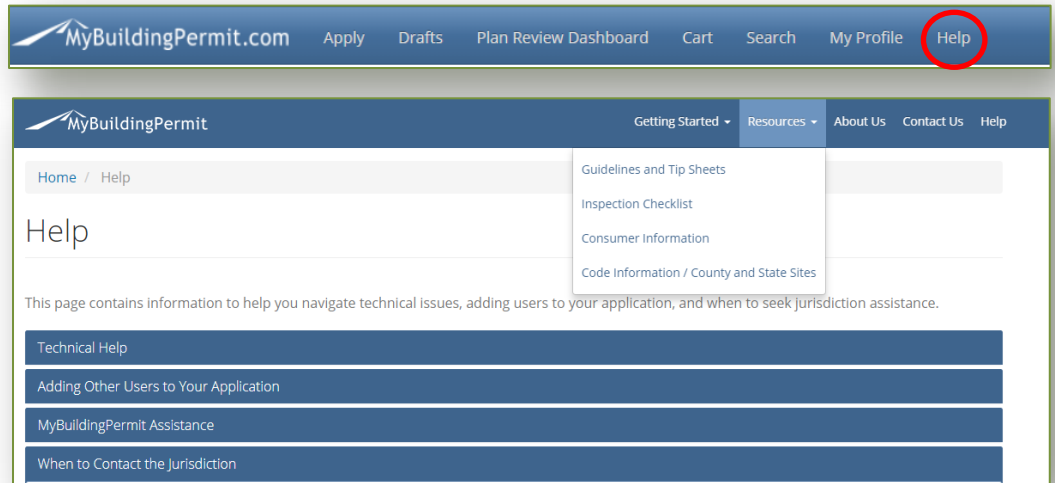 MyBuildingPermit.com Apply Drafts Plan Review Dashboard Cart Search My Profile Help
MyBuildingPermit Getting Started Resources About Us Contact Us Help
Home / Help
Guidelines and Tip Sheets
Inspection Checklist
Consumer Information
Code Information / County and State Sites
Help
This page contains information to help you navigate technical issues, adding users to your application, and when to seek jurisdiction assistance.
Technical Help
Adding Other Users to Your Application
MyBuildingPermit Assistance
When to Contact the Jurisdiction